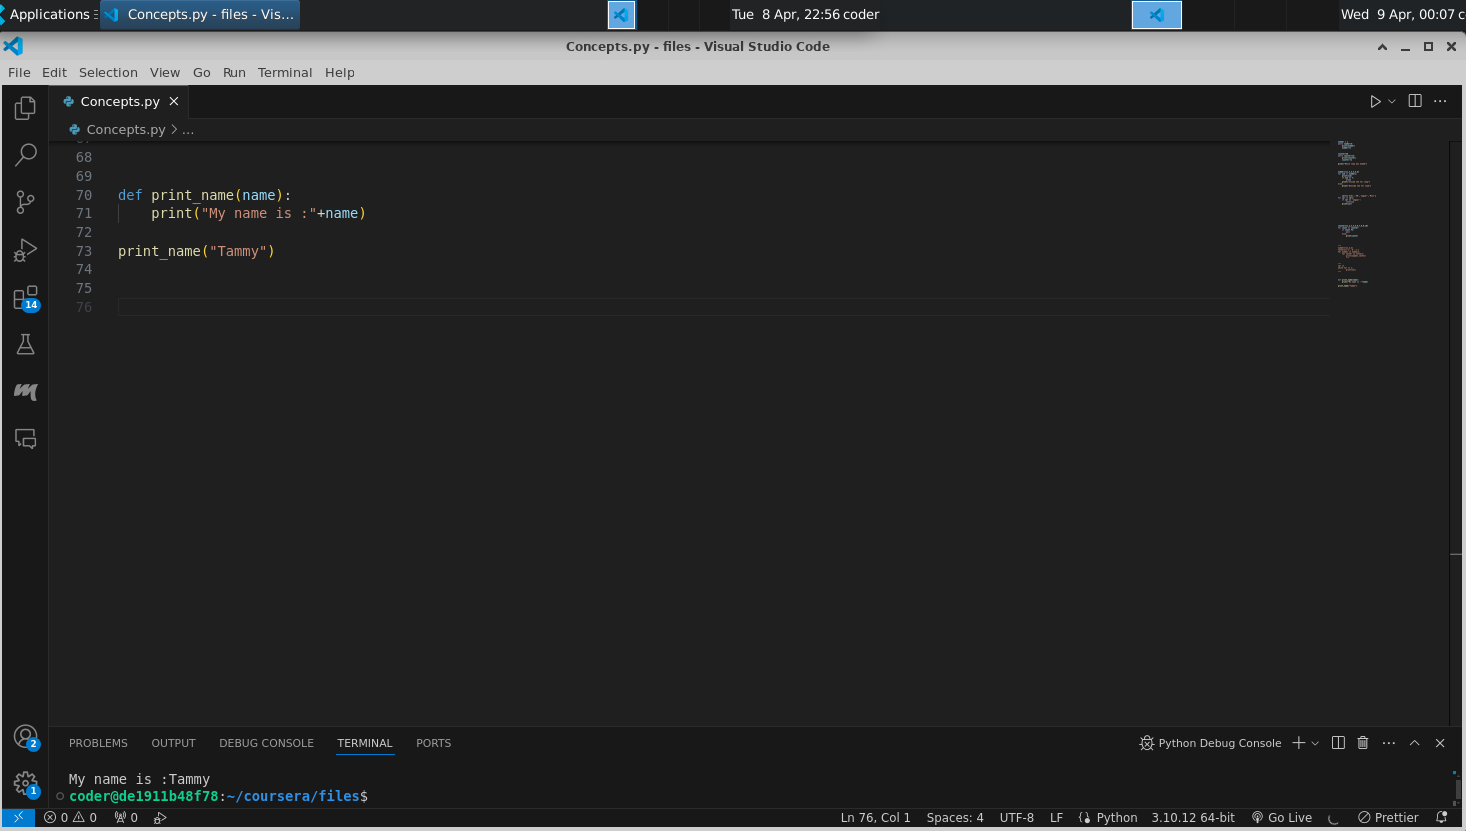 Applications
Concepts.py - files - Vis...
Tue 8 Apr, 22:56 coder
Wed 9 Apr, 00:07 c
Concepts.py - files - Visual Studio Code
File Edit Selection View Go Run Terminal Help
Concepts.py
Concepts.py > ...
68
69
70 def print_name(name):
71     print("My name is :"+name)
72
73 print_name("Tammy")
74
75
76
14
2
1
PROBLEMS OUTPUT DEBUG CONSOLE TERMINAL PORTS
Python Debug Console
My name is :Tammy
coder@de1911b48f78:~/coursera/files$
0 0 0
Ln 76, Col 1 Spaces: 4 UTF-8 LF Python 3.10.12 64-bit Go Live Prettier